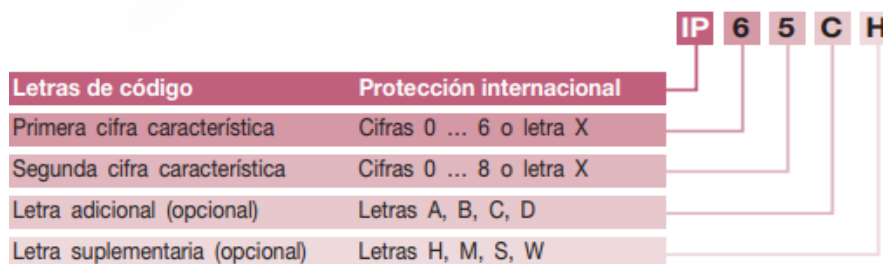 IP 6 5 C H
Letras de código Protección internacional
Primera cifra característica Cifras 0 ... 6 o letra X
Segunda cifra característica Cifras 0 ... 8 o letra X
Letra adicional (opcional) Letras A, B, C, D
Letra suplementaria (opcional) Letras H, M, S, W